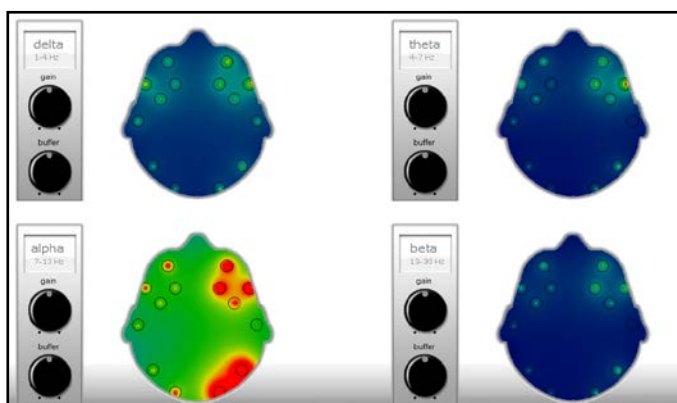 delta
1-4 Hz
gain
buffer
theta
4-7 Hz
gain
buffer
alpha
7-13 Hz
gain
buffer
beta
13-30 Hz
gain
buffer